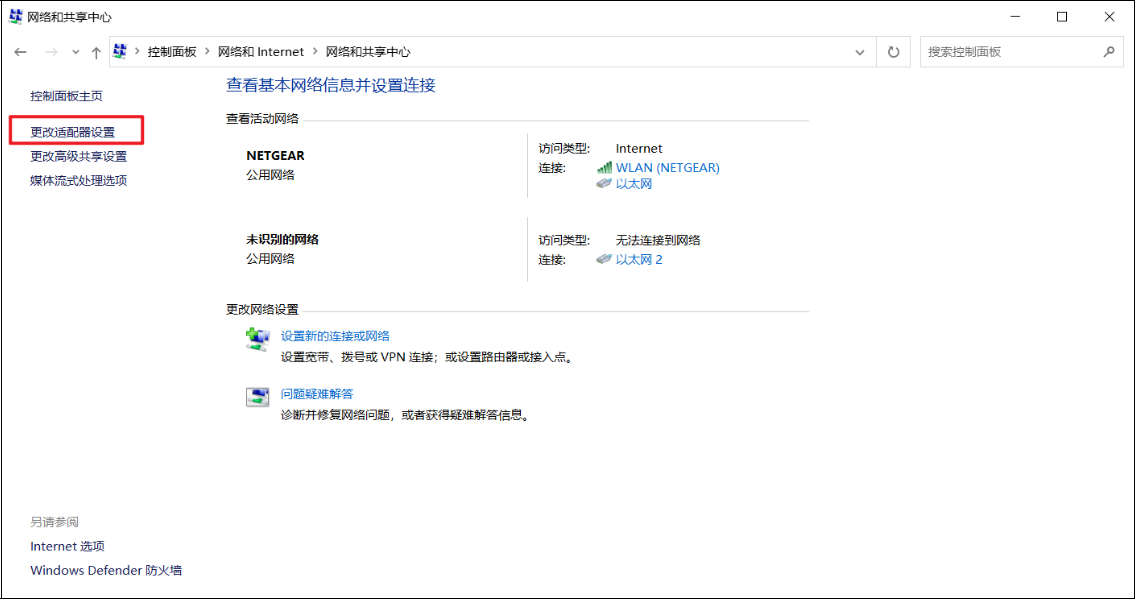 网络和共享中心
控制面板 网络和 Internet 网络和共享中心
搜索控制面板
控制面板主页
更改适配器设置
更改高级共享设置
媒体流式处理选项
查看基本网络信息并设置连接
查看活动网络
NETGEAR
公用网络
访问类型: Internet
连接: WLAN (NETGEAR)
以太网
未识别的网络
公用网络
访问类型: 无法连接到网络
连接: 以太网 2
更改网络设置
设置新的连接或网络
设置宽带、拨号或 VPN 连接；或设置路由器或接入点。
问题疑难解答
诊断并修复网络问题，或者获得疑难解答信息。
另请参阅
Internet 选项
Windows Defender 防火墙